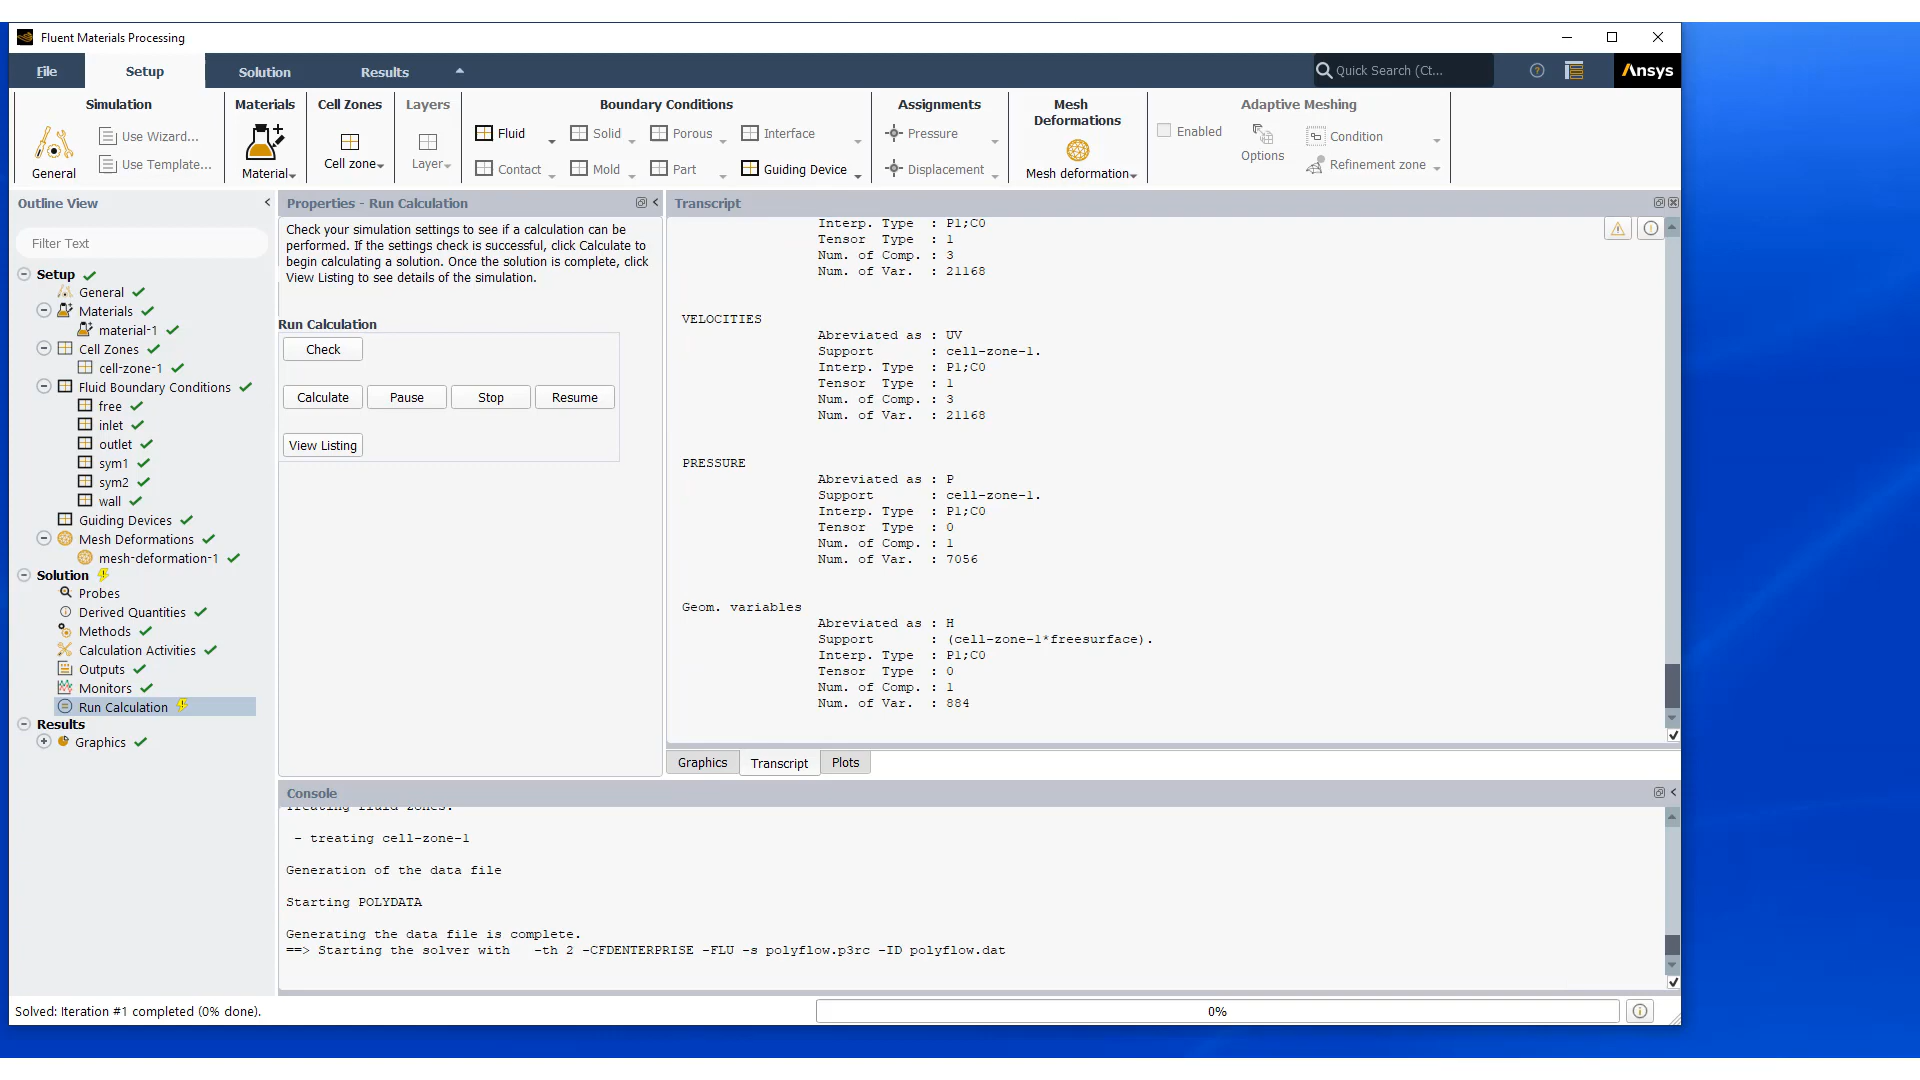 Fluent Materials Processing
File
Setup
Solution
Results
Quick Search (Ct...
Ansys
Simulation
Materials
Cell Zones
Layers
Boundary Conditions
Assignments
Mesh
Deformations
Adaptive Meshing
General
Use Wizard...
Use Template...
Material
Cell zone
Layer
Fluid
Solid
Porous
Interface
Contact
Mold
Part
Guiding Device
Pressure
Displacement
Mesh deformation
Enabled
Options
Condition
Refinement zone
Outline View
Filter Text
Setup
General
Materials
material-1
Cell Zones
cell-zone-1
Fluid Boundary Conditions
free
inlet
outlet
sym1
sym2
wall
Guiding Devices
Mesh Deformations
mesh-deformation-1
Solution
Probes
Derived Quantities
Methods
Calculation Activities
Outputs
Monitors
Run Calculation
Results
Graphics
Properties - Run Calculation
Check your simulation settings to see if a calculation can be
performed. If the settings check is successful, click Calculate to
begin calculating a solution. Once the solution is complete, click
View Listing to see details of the simulation.
Run Calculation
Check
Calculate
Pause
Stop
Resume
View Listing
Transcript
Interp. Type : P1;C0
Tensor Type : 1
Num. of Comp. : 3
Num. of Var. : 21168
VELOCITIES
Abreviated as : UV
Support : cell-zone-1.
Interp. Type : P1;C0
Tensor Type : 1
Num. of Comp. : 3
Num. of Var. : 21168
PRESSURE
Abreviated as : P
Support : cell-zone-1.
Interp. Type : P1;C0
Tensor Type : 0
Num. of Comp. : 1
Num. of Var. : 7056
Geom. variables
Abreviated as : H
Support : (cell-zone-1*freesurface).
Interp. Type : P1;C0
Tensor Type : 0
Num. of Comp. : 1
Num. of Var. : 884
Graphics
Transcript
Plots
Console
Treating fluid zones.
- treating cell-zone-1
Generation of the data file
Starting POLYDATA
Generating the data file is complete.
==> Starting the solver with -th 2 -CFDENTERPRISE -FLU -s polyflow.p3rc -ID polyflow.dat
Solved: Iteration #1 completed (0% done).
0%